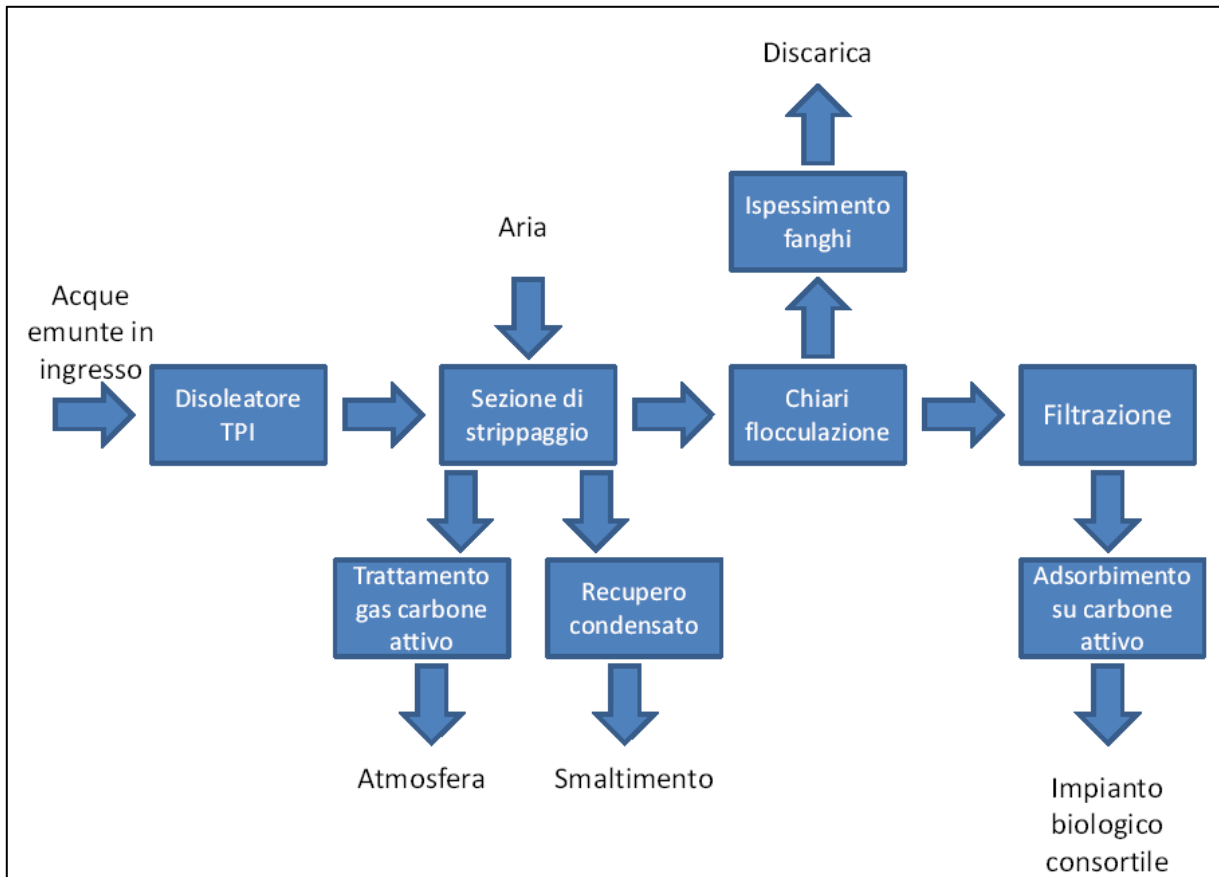 Discarica
Ispessimento
fanghi
Aria
Acque
emunte in
ingresso
Disoleatore
TPI
Sezione di
strippaggio
Chiari
flocculazione
Filtrazione
Trattamento
gas carbone
attivo
Recupero
condensato
Adsorbimento
su carbone
attivo
Atmosfera
Smaltimento
Impianto
biologico
consortile